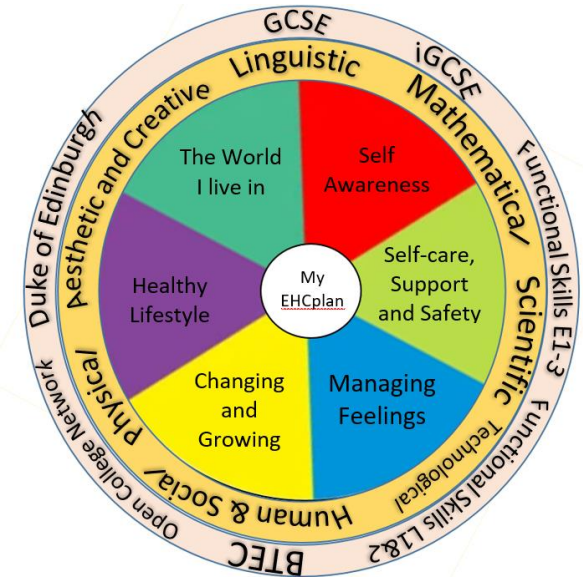 GCSE
iGCSE
Functional Skills E1-3
Functional Skills L1&2
BTEC
Open College Network
Duke of Edinburgh
Linguistic
Mathematical
Scientific
Technological
Human & Social
Physical
Aesthetic and Creative
The World
I live in
Self
Awareness
Self-care,
Support
and Safety
Managing
Feelings
Changing
and
Growing
Healthy
Lifestyle
My
EHCplan